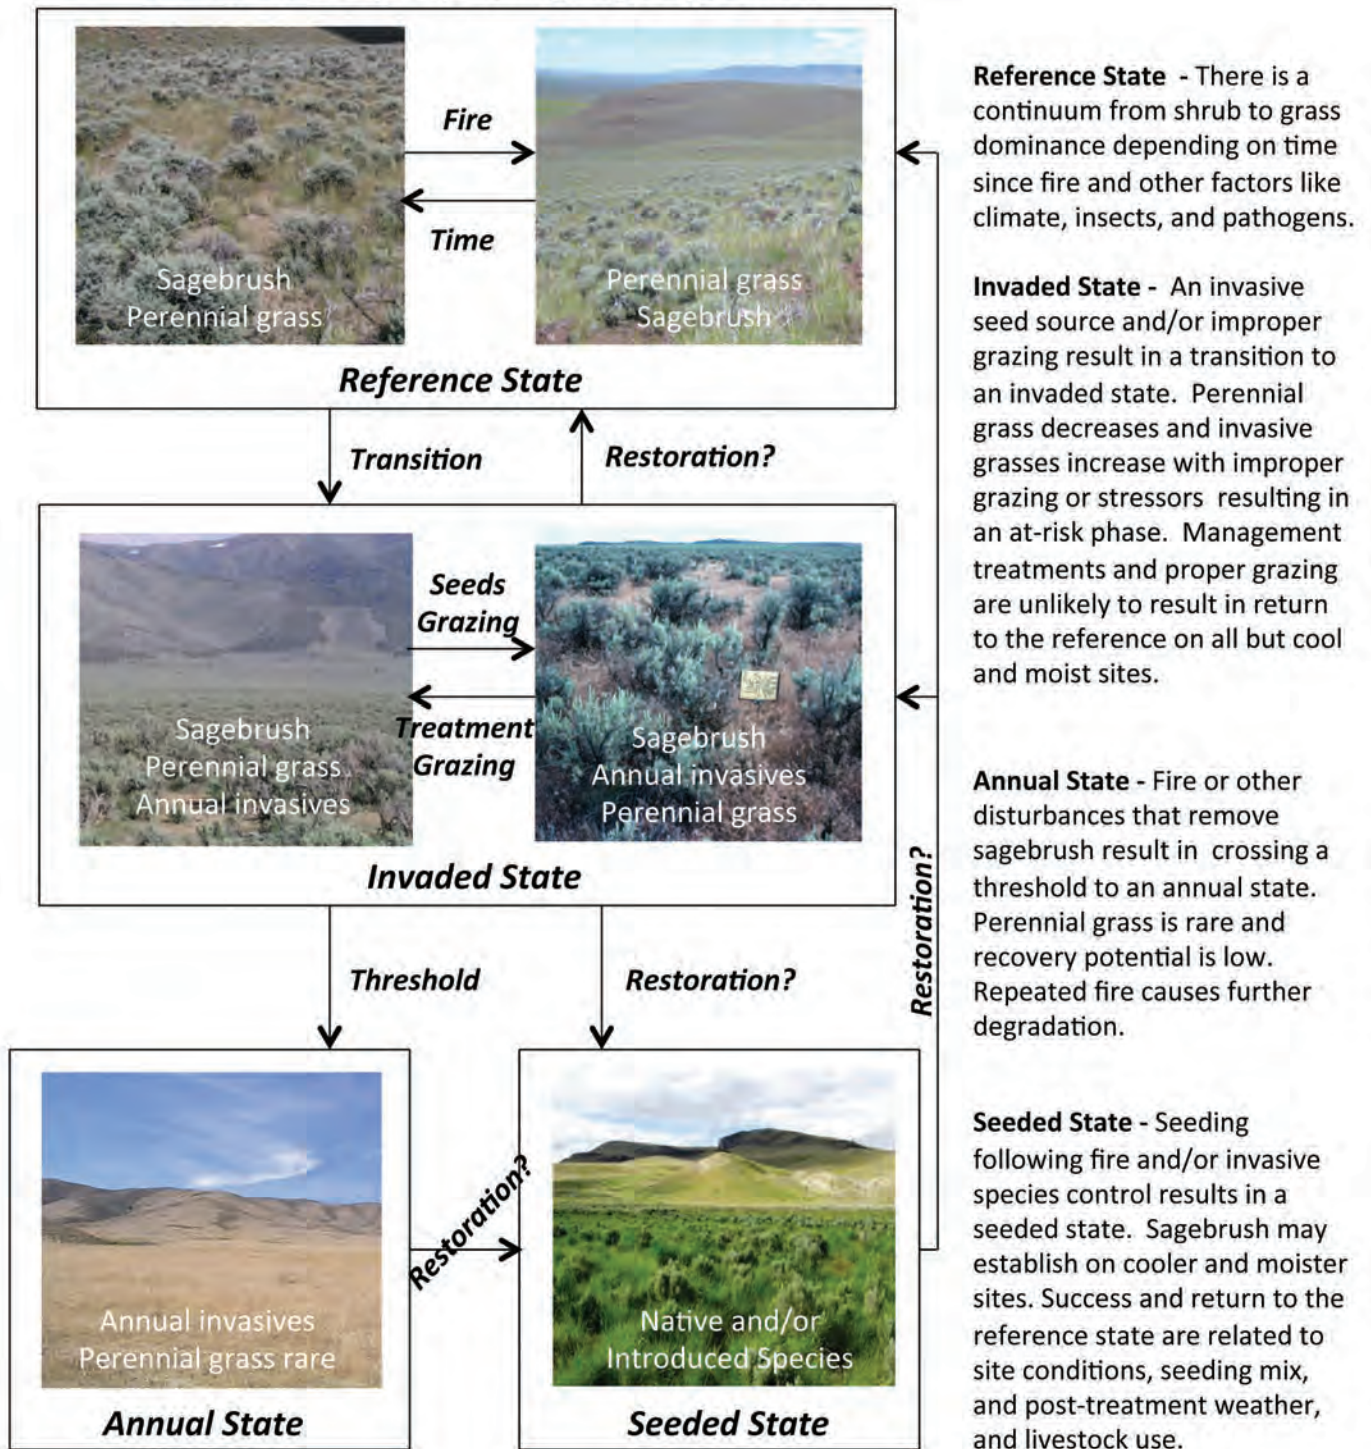 Fire
Time
Sagebrush
Perennial grass
Perennial grass
Sagebrush
Reference State
Transition
Restoration?
Seeds
Grazing
Treatment
Grazing
Sagebrush
Perennial grass
Annual invasives
Sagebrush
Annual invasives
Perennial grass
Invaded State
Threshold
Restoration?
Restoration?
Restoration?
Annual invasives
Perennial grass rare
Annual State
Native and/or
Introduced Species
Seeded State
Reference State - There is a
continuum from shrub to grass
dominance depending on time
since fire and other factors like
climate, insects, and pathogens.
Invaded State - An invasive
seed source and/or improper
grazing result in a transition to
an invaded state. Perennial
grass decreases and invasive
grasses increase with improper
grazing or stressors resulting in
an at-risk phase. Management
treatments and proper grazing
are unlikely to result in return
to the reference on all but cool
and moist sites.
Annual State - Fire or other
disturbances that remove
sagebrush result in crossing a
threshold to an annual state.
Perennial grass is rare and
recovery potential is low.
Repeated fire causes further
degradation.
Seeded State - Seeding
following fire and/or invasive
species control results in a
seeded state. Sagebrush may
establish on cooler and moister
sites. Success and return to the
reference state are related to
site conditions, seeding mix,
and post-treatment weather,
and livestock use.